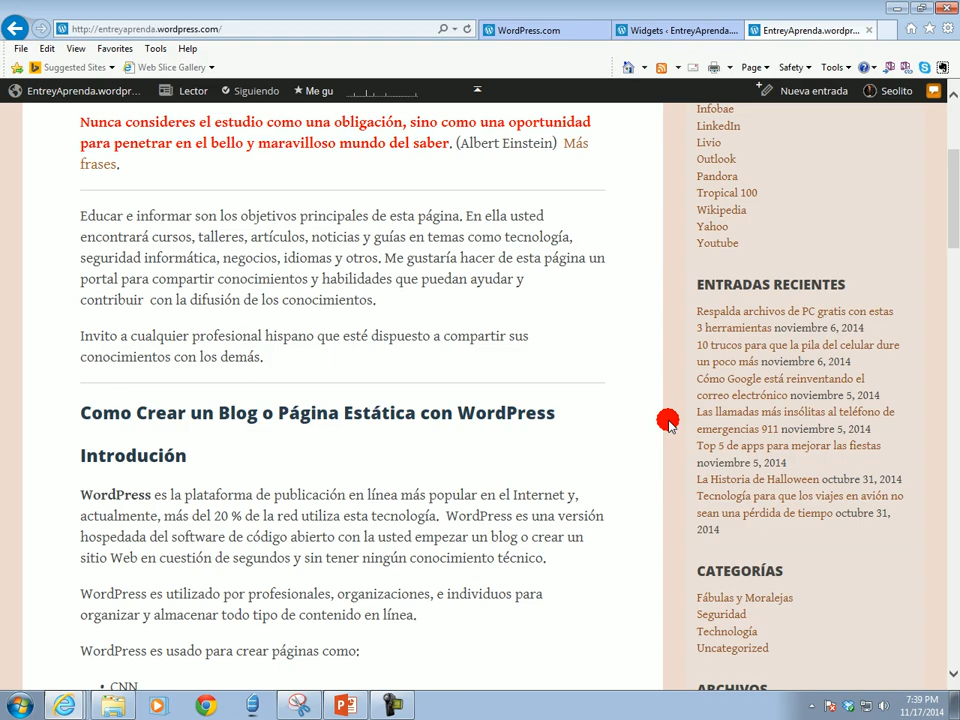 http://entreyaprenda.wordpress.com/
WordPress.com
Widgets ‹ EntreyAprenda....
EntreyAprenda.wordpr...
File Edit View Favorites Tools Help
Suggested Sites Web Slice Gallery
Page Safety Tools
EntreyAprenda.wordpr... Lector Siguiendo Me gu Nueva entrada Seolito
Nunca consideres el estudio como una obligación, sino como una oportunidad
para penetrar en el bello y maravilloso mundo del saber. (Albert Einstein) Más
frases.
Educar e informar son los objetivos principales de esta página. En ella usted
encontrará cursos, talleres, artículos, noticias y guías en temas como tecnología,
seguridad informática, negocios, idiomas y otros. Me gustaría hacer de esta página un
portal para compartir conocimientos y habilidades que puedan ayudar y
contribuir con la difusión de los conocimientos.
Invito a cualquier profesional hispano que esté dispuesto a compartir sus
conocimientos con los demás.
Como Crear un Blog o Página Estática con WordPress
Introdución
WordPress es la plataforma de publicación en línea más popular en el Internet y,
actualmente, más del 20 % de la red utiliza esta tecnología. WordPress es una versión
hospedada del software de código abierto con la usted empezar un blog o crear un
sitio Web en cuestión de segundos y sin tener ningún conocimiento técnico.
WordPress es utilizado por profesionales, organizaciones, e individuos para
organizar y almacenar todo tipo de contenido en línea.
WordPress es usado para crear páginas como:
• CNN
Infobae
LinkedIn
Livio
Outlook
Pandora
Tropical 100
Wikipedia
Yahoo
Youtube
ENTRADAS RECIENTES
Respalda archivos de PC gratis con estas
3 herramientas noviembre 6, 2014
10 trucos para que la pila del celular dure
un poco más noviembre 6, 2014
Cómo Google está reinventando el
correo electrónico noviembre 5, 2014
Las llamadas más insólitas al teléfono de
emergencias 911 noviembre 5, 2014
Top 5 de apps para mejorar las fiestas
noviembre 5, 2014
La Historia de Halloween octubre 31, 2014
Tecnología para que los viajes en avión no
sean una pérdida de tiempo octubre 31,
2014
CATEGORÍAS
Fábulas y Moralejas
Seguridad
Technología
Uncategorized
ARCHIVOS
7:39 PM
11/17/2014